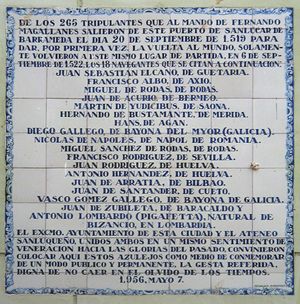 DE LOS 265 TRIPULANTES QUE AL MANDO DE FERNANDO
MAGALLANES SALIERON DE ESTE PUERTO DE SANLUCAR DE
BARRAMEDA EL DIA 20 DE SEPTIEMBRE DE 1.519 PARA
DAR, POR PRIMERA VEZ, LA VUELTA AL MUNDO, SOLAMEN-
TE VOLVIERON A ESTE MISMO LUGAR DE PARTIDA, EN 6 DE SEP-
TIEMBRE DE 1.522, LOS 18 NAVEGANTES QUE SE CITAN A CONTINUACION:
JUAN SEBASTIAN ELCANO, DE GUETARIA.
FRANCISCO ALBO, DE AXIO.
MIGUEL DE RODAS, DE RODAS.
JUAN DE ACURIO, DE BERMEO.
MARTIN DE YUDICIBUS, DE SAONA.
HERNANDO DE BUSTAMANTE, DE MERIDA.
HANS, DE AGAN.
DIEGO GALLEGO, DE BAYONA DEL MYOR (GALICIA).
NICOLAS DE NAPOLES, DE NAPOL DE ROMANIA.
MIGUEL SANCHEZ DE RODAS, DE RODAS.
FRANCISCO RODRIGUEZ, DE SEVILLA.
JUAN RODRIGUEZ, DE HUELVA.
ANTONIO HERNANDEZ, DE HUELVA.
JUAN DE ARRATIA, DE BILBAO.
JUAN DE SANTANDER, DE CUETO.
VASCO GOMEZ GALLEGO, DE BAYONA DE GALICIA.
JUAN DE ZUBILETA, DE BARACALDO Y
ANTONIO LOMBARDO (PIGAFETTA), NATURAL DE
BIZANCIO, EN LOMBARDIA.
EL EXCMO. AYUNTAMIENTO DE ESTA CIUDAD Y EL ATENEO
SANLUQUEÑO, UNIDOS AMBOS EN UN MISMO SENTIMIENTO DE
VENERACION HACIA LAS GLORIAS DEL PASADO, CONVINIERON
COLOCAR AQUI ESTOS AZULEJOS COMO MEDIO DE CONMEMORAR
DE UN MODO PUBLICO Y PERMANENTE, LA GESTA REFERIDA,
DIGNA DE NO CAER EN EL OLVIDO DE LOS TIEMPOS.
1.956, MAYO 7.